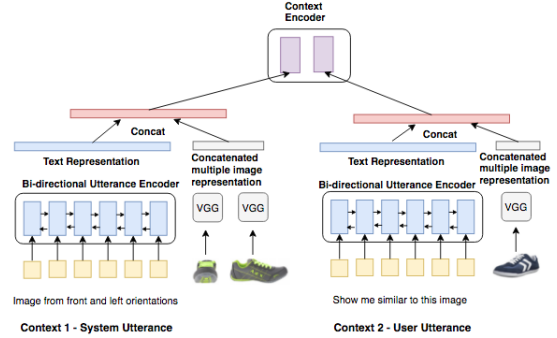 Context
Encoder
Concat
Text Representation
Concatenated
multiple image
representation
Bi-directional Utterance Encoder
VGG
VGG
Image from front and left orientations
Context 1 - System Utterance
Concat
Text Representation
Concatenated
multiple image
representation
Bi-directional Utterance Encoder
VGG
Show me similar to this image
Context 2 - User Utterance